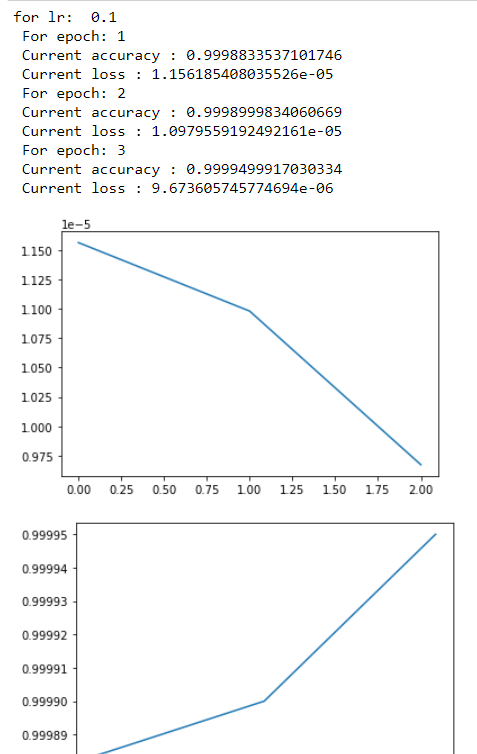 for lr:  0.1
For epoch: 1
Current accuracy : 0.9998833537101746
Current loss : 1.156185408035526e-05
For epoch: 2
Current accuracy : 0.9998999834060669
Current loss : 1.0979559192492161e-05
For epoch: 3
Current accuracy : 0.9999499917030334
Current loss : 9.673605745774694e-06
1e−5
1.150
1.125
1.100
1.075
1.050
1.025
1.000
0.975
0.00 0.25 0.50 0.75 1.00 1.25 1.50 1.75 2.00
0.99995
0.99994
0.99993
0.99992
0.99991
0.99990
0.99989